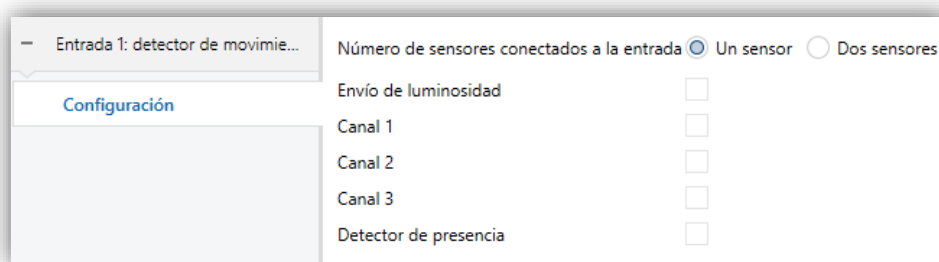 Entrada 1: detector de movimie...
Configuración
Número de sensores conectados a la entrada Un sensor Dos sensores
Envío de luminosidad
Canal 1
Canal 2
Canal 3
Detector de presencia